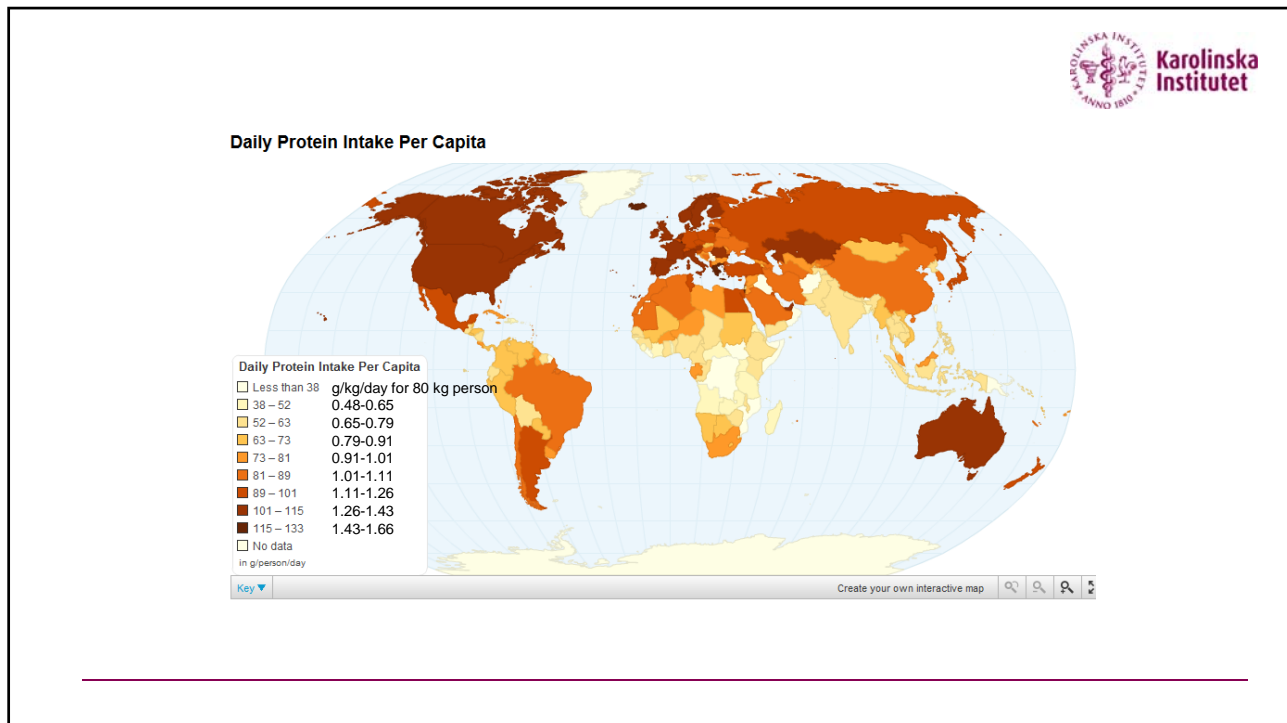 KAROLINSKA INSTITUTET
ANNO 1810
Karolinska
Institutet
Daily Protein Intake Per Capita
Daily Protein Intake Per Capita
Less than 38 g/kg/day for 80 kg person
38 – 52 0.48-0.65
52 – 63 0.65-0.79
63 – 73 0.79-0.91
73 – 81 0.91-1.01
81 – 89 1.01-1.11
89 – 101 1.11-1.26
101 – 115 1.26-1.43
115 – 133 1.43-1.66
No data
in g/person/day
Key Create your own interactive map